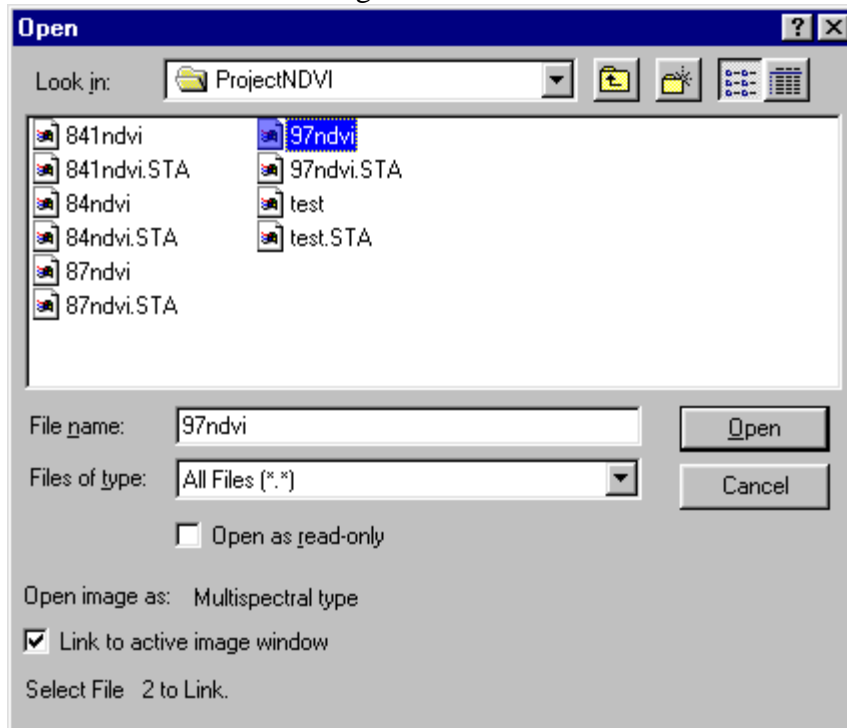 Open
Look in: ProjectNDVI
841ndvi
841ndvi.STA
84ndvi
84ndvi.STA
87ndvi
87ndvi.STA
97ndvi
97ndvi.STA
test
test.STA
File name: 97ndvi
Open
Files of type: All Files (*.*)
Cancel
Open as read-only
Open image as: Multispectral type
Link to active image window
Select File 2 to Link.